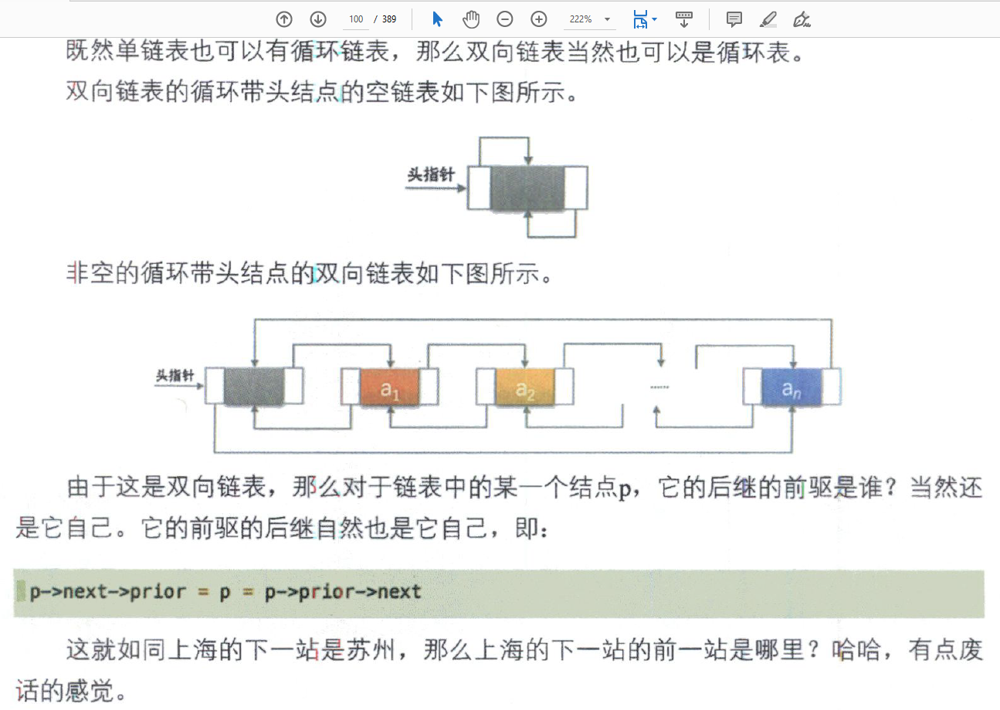 100 / 389 222%
既然单链表也可以有循环链表，那么双向链表当然也可以是循环表。
双向链表的循环带头结点的空链表如下图所示。
头指针
非空的循环带头结点的双向链表如下图所示。
头指针 a1 a2 ...... an
由于这是双向链表，那么对于链表中的某一个结点p，它的后继的前驱是谁？当然还
是它自己。它的前驱的后继自然也是它自己，即：
p->next->prior = p = p->prior->next
这就如同上海的下一站是苏州，那么上海的下一站的前一站是哪里？哈哈，有点废
话的感觉。